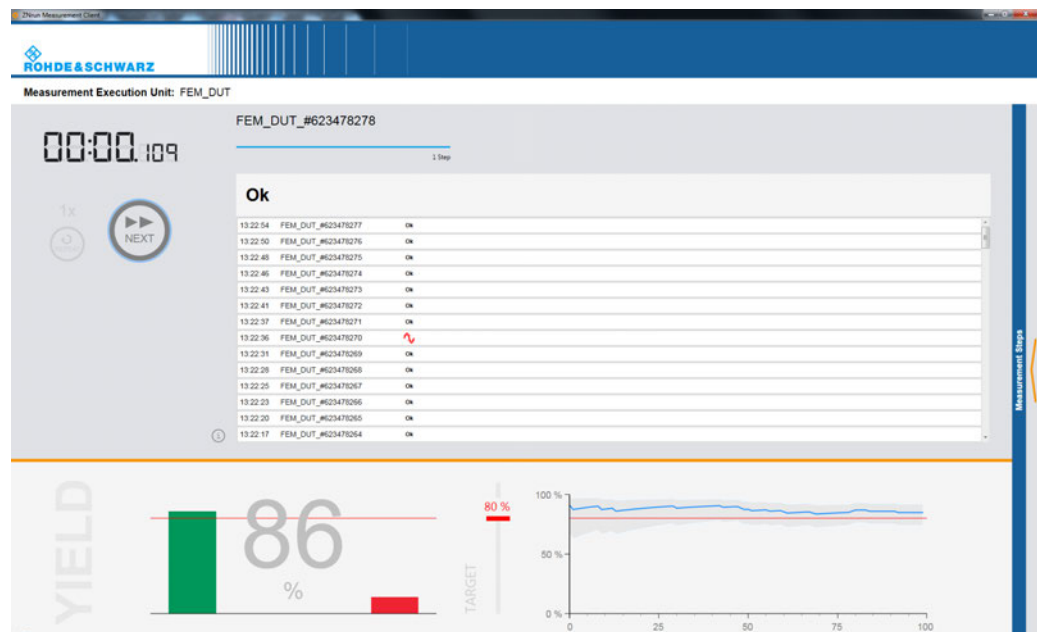 ZNrun Measurement Client
ROHDE & SCHWARZ
Measurement Execution Unit: FEM_DUT
00:00.109
FEM_DUT_#623478278
1 Step
Ok
1x
NEXT
REPEAT
13:22:54 FEM_DUT_#623478277 Ok
13:22:50 FEM_DUT_#623478276 Ok
13:22:48 FEM_DUT_#623478275 Ok
13:22:46 FEM_DUT_#623478274 Ok
13:22:43 FEM_DUT_#623478273 Ok
13:22:41 FEM_DUT_#623478272 Ok
13:22:37 FEM_DUT_#623478271 Ok
13:22:36 FEM_DUT_#623478270
13:22:31 FEM_DUT_#623478269 Ok
13:22:28 FEM_DUT_#623478268 Ok
13:22:25 FEM_DUT_#623478267 Ok
13:22:23 FEM_DUT_#623478266 Ok
13:22:20 FEM_DUT_#623478265 Ok
13:22:17 FEM_DUT_#623478264 Ok
Measurement Steps
YIELD
86
%
80 %
TARGET
100 %
50 %
0 %
0 25 50 75 100